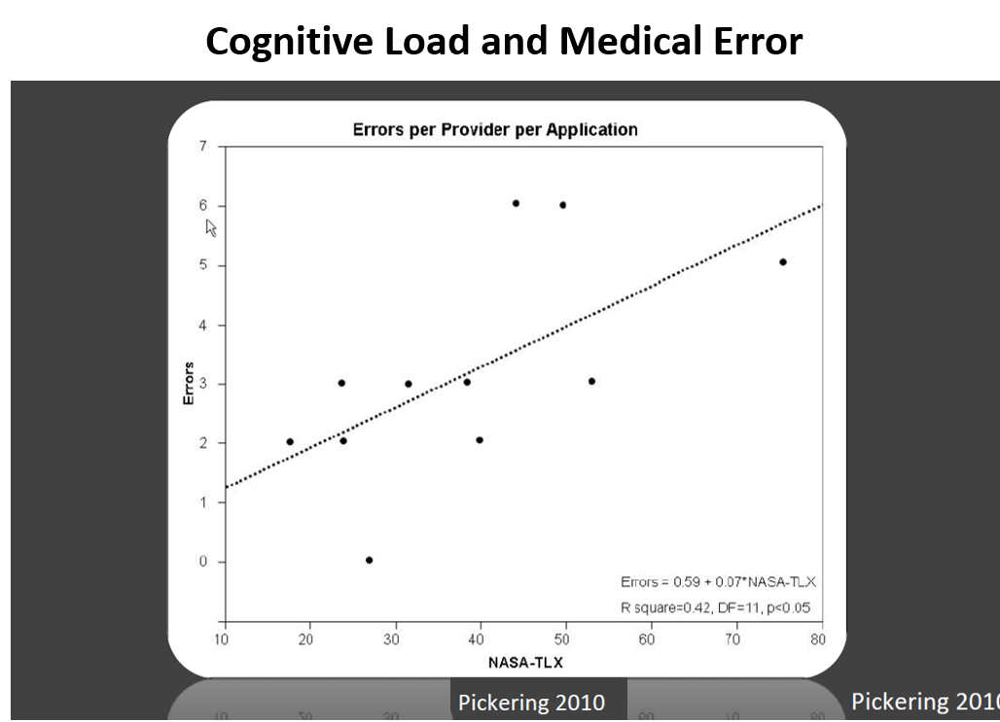 Cognitive Load and Medical Error
Errors per Provider per Application
7
6
5
4
3
2
1
0
Errors
Errors = 0.59 + 0.07*NASA-TLX
R square=0.42, DF=11, p<0.05
10 20 30 40 50 60 70 80
NASA-TLX
Pickering 2010
Pickering 2010